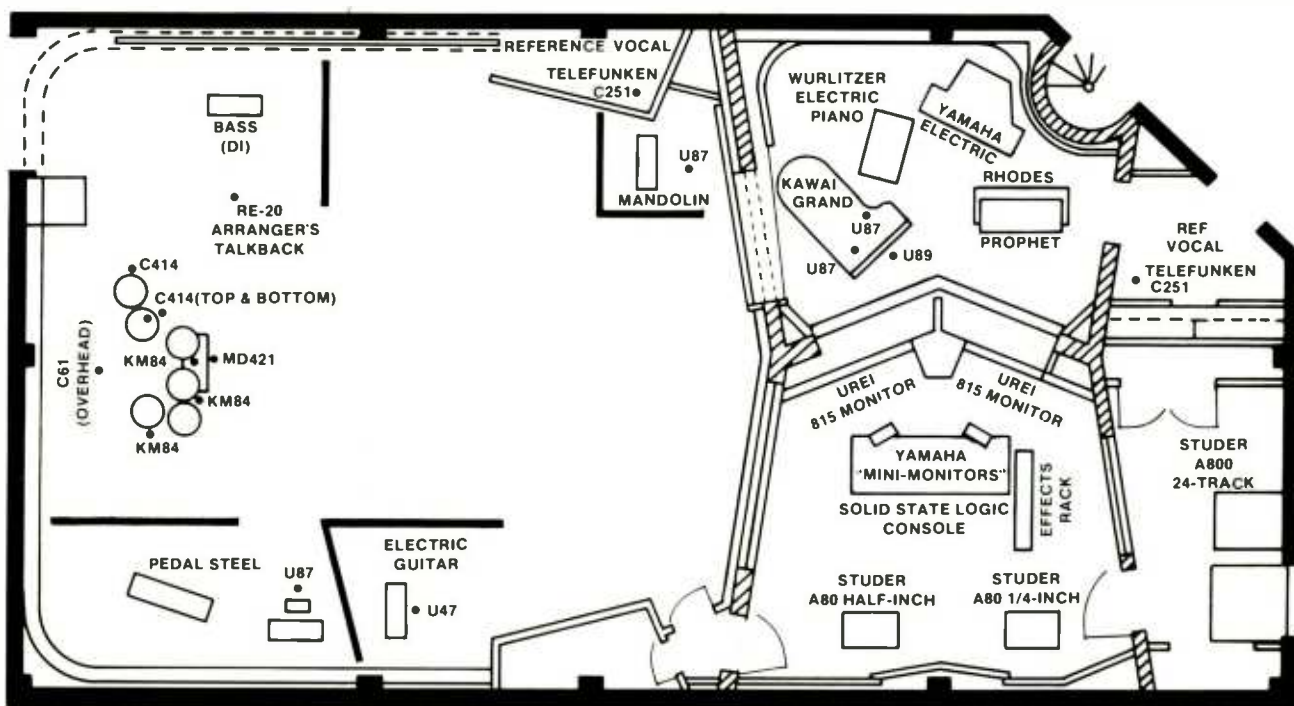 REFERENCE VOCAL
TELEFUNKEN
C251
BASS
(DI)
RE-20
ARRANGER'S
TALKBACK
U87
MANDOLIN
C414
C414(TOP & BOTTOM)
KM84
MD421
KM84
KM84
C61
(OVERHEAD)
PEDAL STEEL
U87
ELECTRIC
GUITAR
U47
WURLITZER
ELECTRIC
PIANO
YAMAHA
ELECTRIC
KAWAI
GRAND
U87
U87
U89
RHODES
PROPHET
REF
VOCAL
TELEFUNKEN
C251
UREI
815 MONITOR
UREI
815 MONITOR
YAMAHA
"MINI-MONITORS"
SOLID STATE LOGIC
CONSOLE
EFFECTS
RACK
STUDER
A800
24-TRACK
STUDER
A80 HALF-INCH
STUDER
A80 1/4-INCH